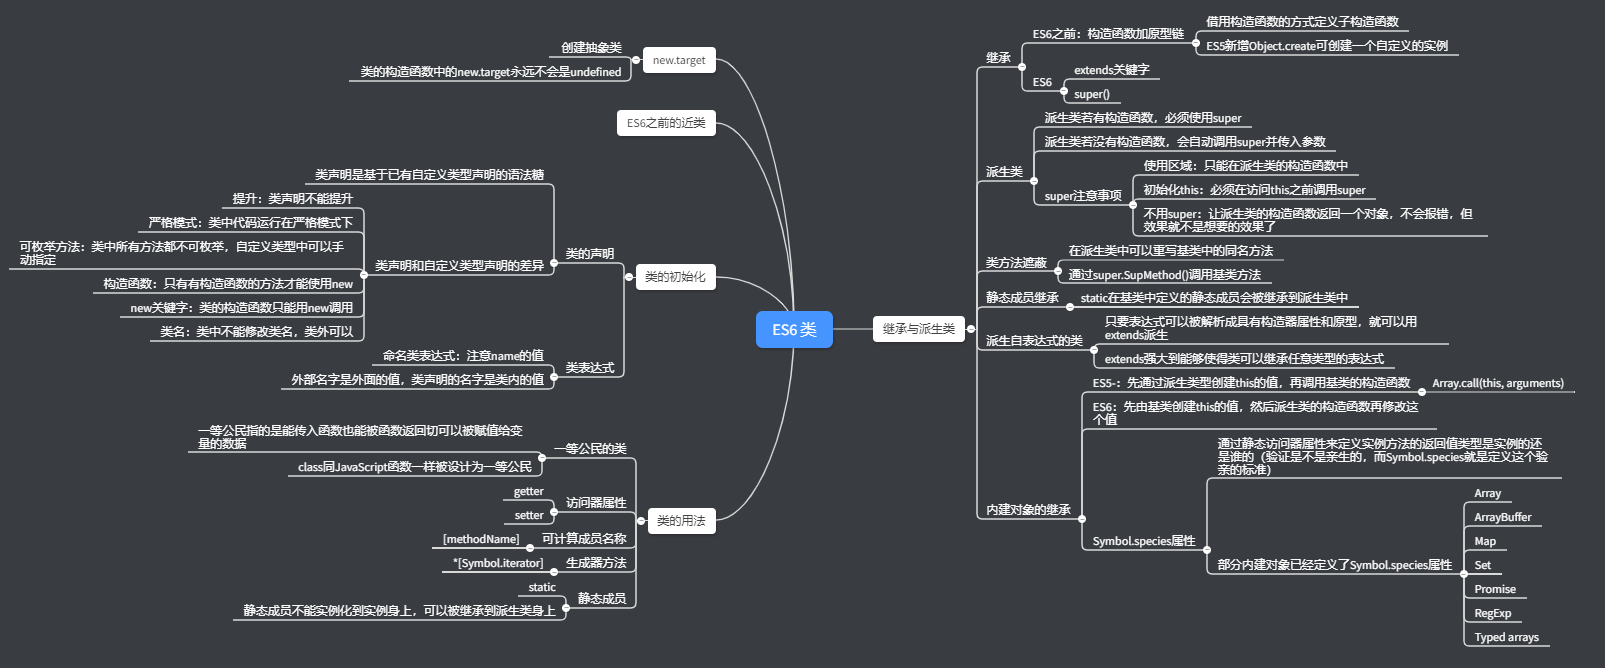 创建抽象类
new.target
类的构造函数中的new.target永远不会是undefined
ES6之前的近类
类声明是基于已有自定义类型声明的语法糖
提升：类声明不能提升
严格模式：类中代码运行在严格模式下
可枚举方法：类中所有方法都不可枚举，自定义类型中可以手
动指定
构造函数：只有有构造函数的方法才能使用new
new关键字：类的构造函数只能用new调用
类名：类中不能修改类名，类外可以
类声明和自定义类型声明的差异
类的声明
类的初始化
命名类表达式：注意name的值
外部名字是外面的值，类声明的名字是类内的值
类表达式
ES6 类
一等公民指的是能传入函数也能被函数返回切可以被赋值给变
量的数据
class同JavaScript函数一样被设计为一等公民
一等公民的类
getter
setter
访问器属性
类的用法
[methodName]
可计算成员名称
*[Symbol.iterator]
生成器方法
static
静态成员不能实例化到实例身上，可以被继承到派生类身上
静态成员
继承与派生类
继承
ES6之前：构造函数加原型链
借用构造函数的方式定义子构造函数
ES5新增Object.create可创建一个自定义的实例
ES6
extends关键字
super()
派生类
派生类若有构造函数，必须使用super
派生类若没有构造函数，会自动调用super并传入参数
super注意事项
使用区域：只能在派生类的构造函数中
初始化this：必须在访问this之前调用super
不用super：让派生类的构造函数返回一个对象，不会报错，但
效果就不是想要的效果了
类方法遮蔽
在派生类中可以重写基类中的同名方法
通过super.SupMethod()调用基类方法
静态成员继承
static在基类中定义的静态成员会被继承到派生类中
派生自表达式的类
只要表达式可以被解析成具有构造器属性和原型，就可以用
extends派生
extends强大到能够使得类可以继承任意类型的表达式
内建对象的继承
ES5-：先通过派生类型创建this的值，再调用基类的构造函数
Array.call(this, arguments)
ES6：先由基类创建this的值，然后派生类的构造函数再修改这
个值
Symbol.species属性
通过静态访问器属性来定义实例方法的返回值类型是实例的还
是谁的（验证是不是亲生的，而Symbol.species就是定义这个验
亲的标准）
部分内建对象已经定义了Symbol.species属性
Array
ArrayBuffer
Map
Set
Promise
RegExp
Typed arrays